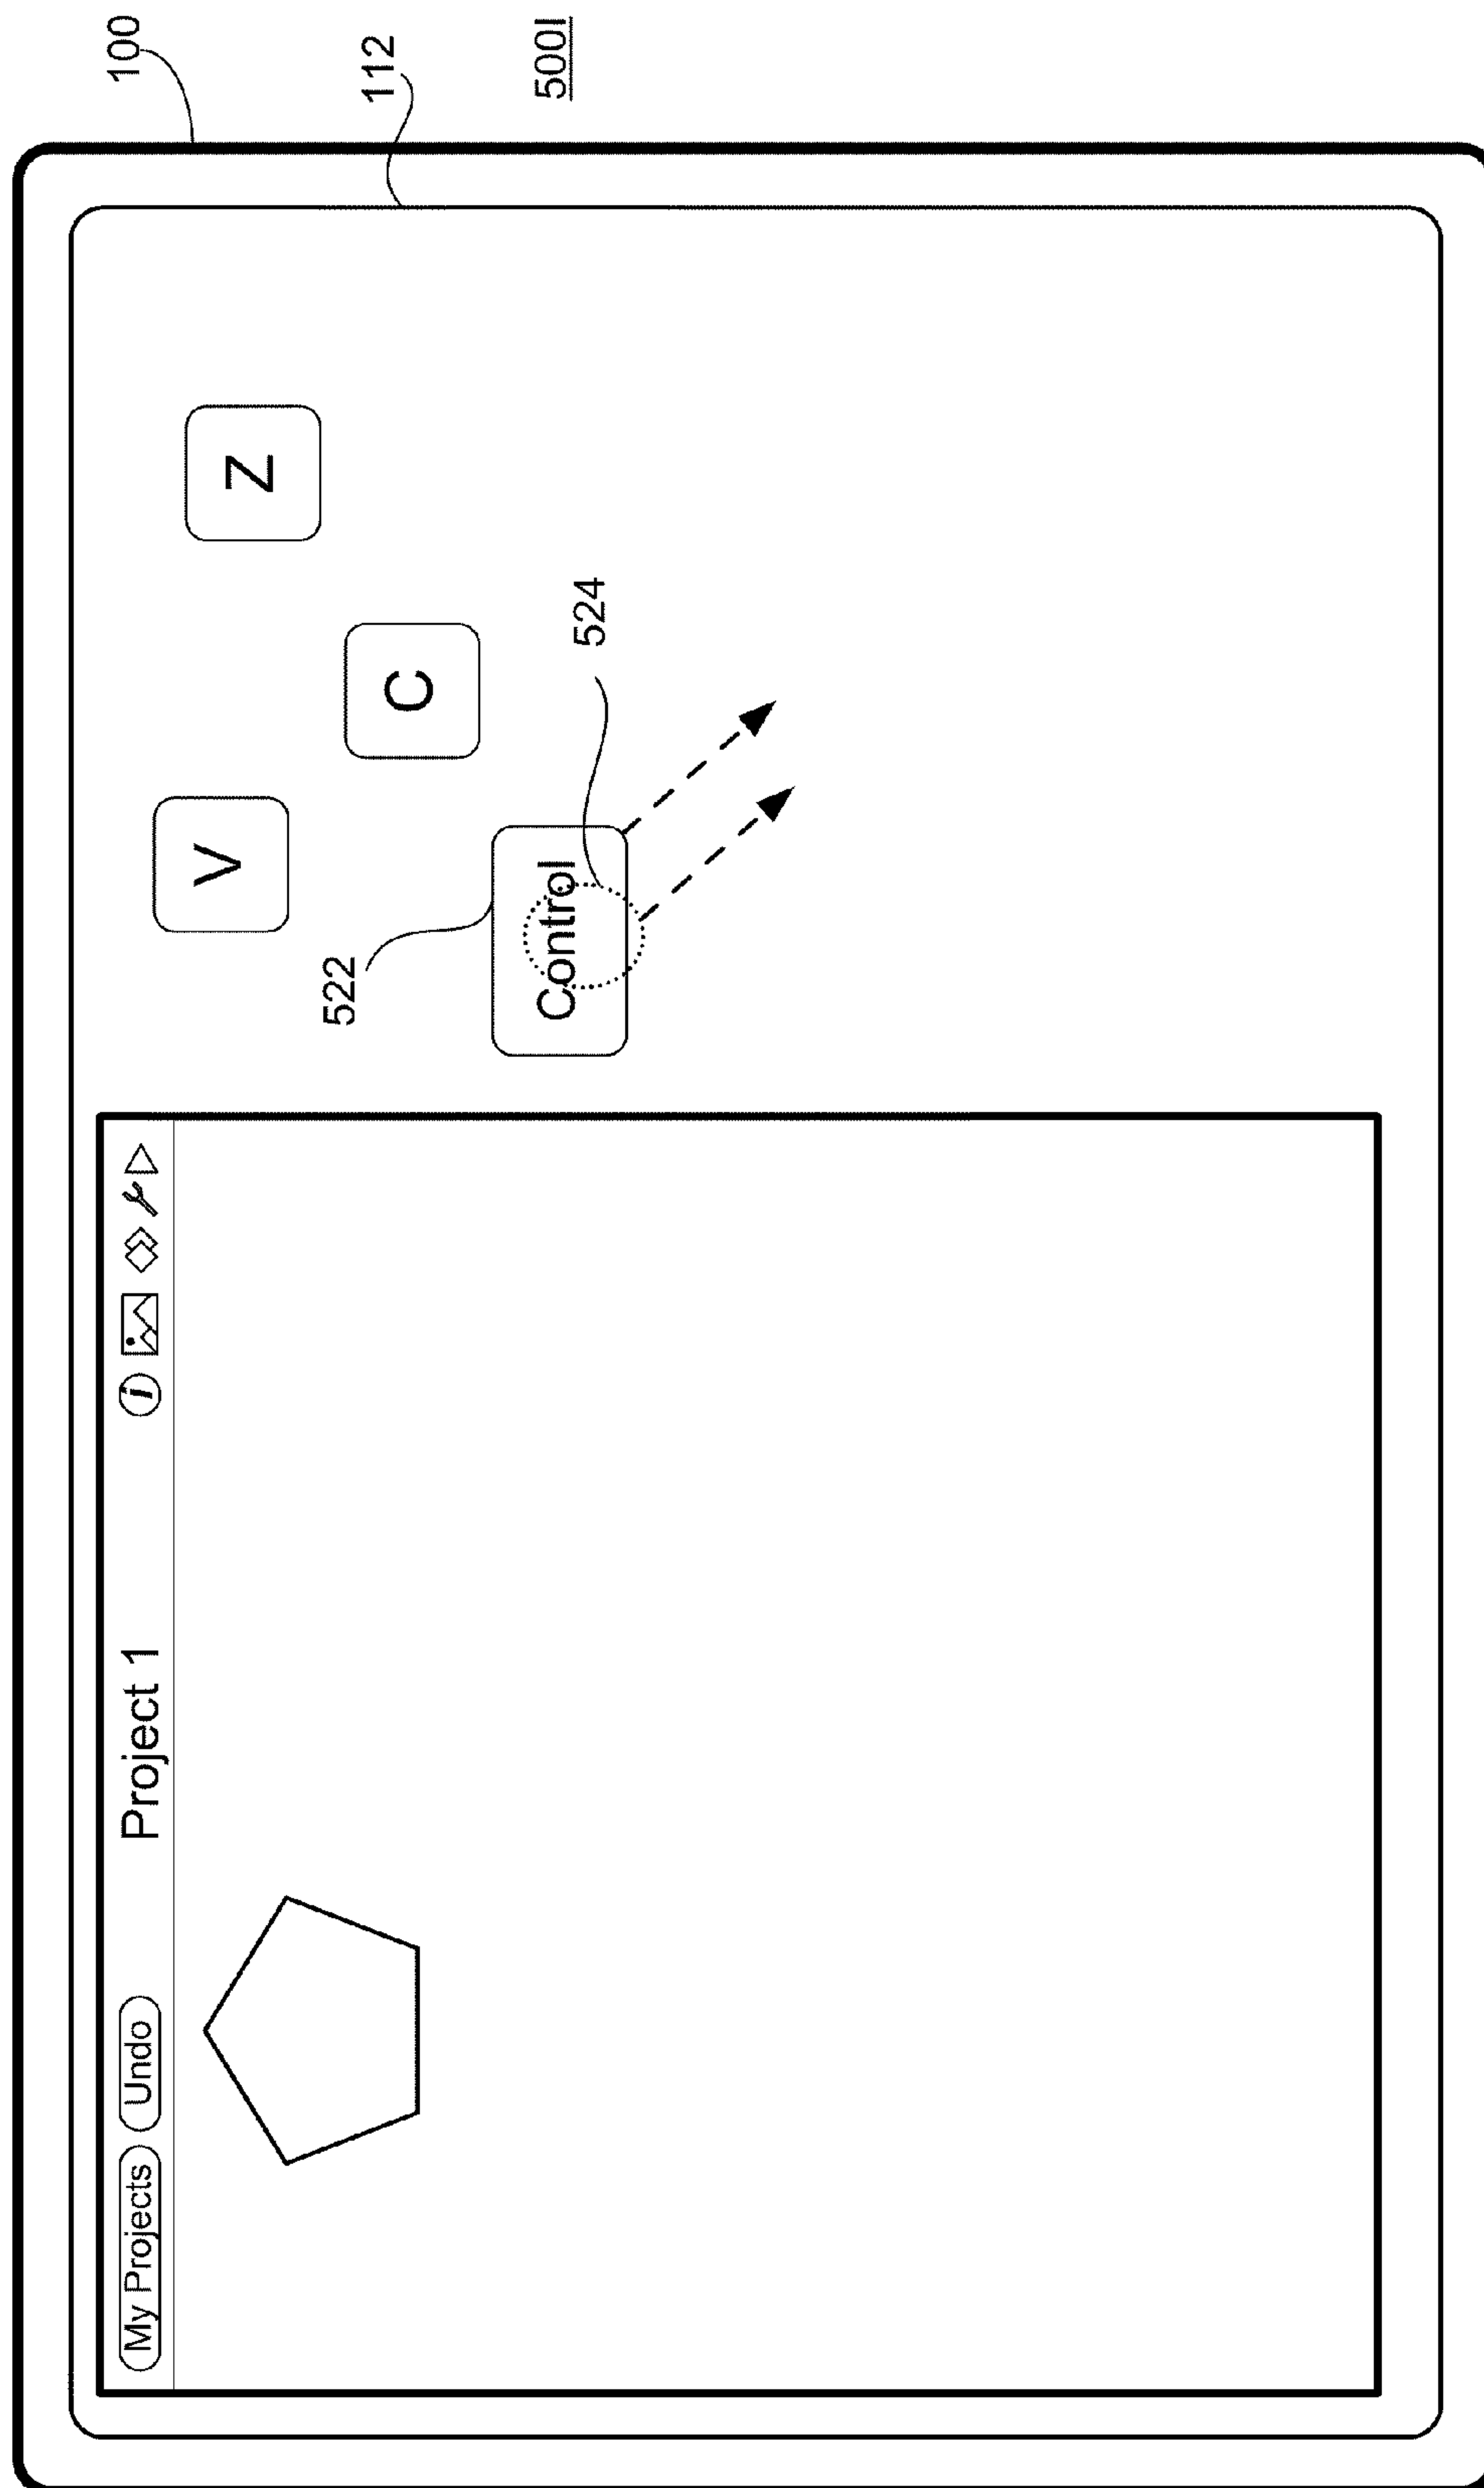 100
112
500I
My Projects
Undo
Project 1
i
V
Z
C
522
Control
524